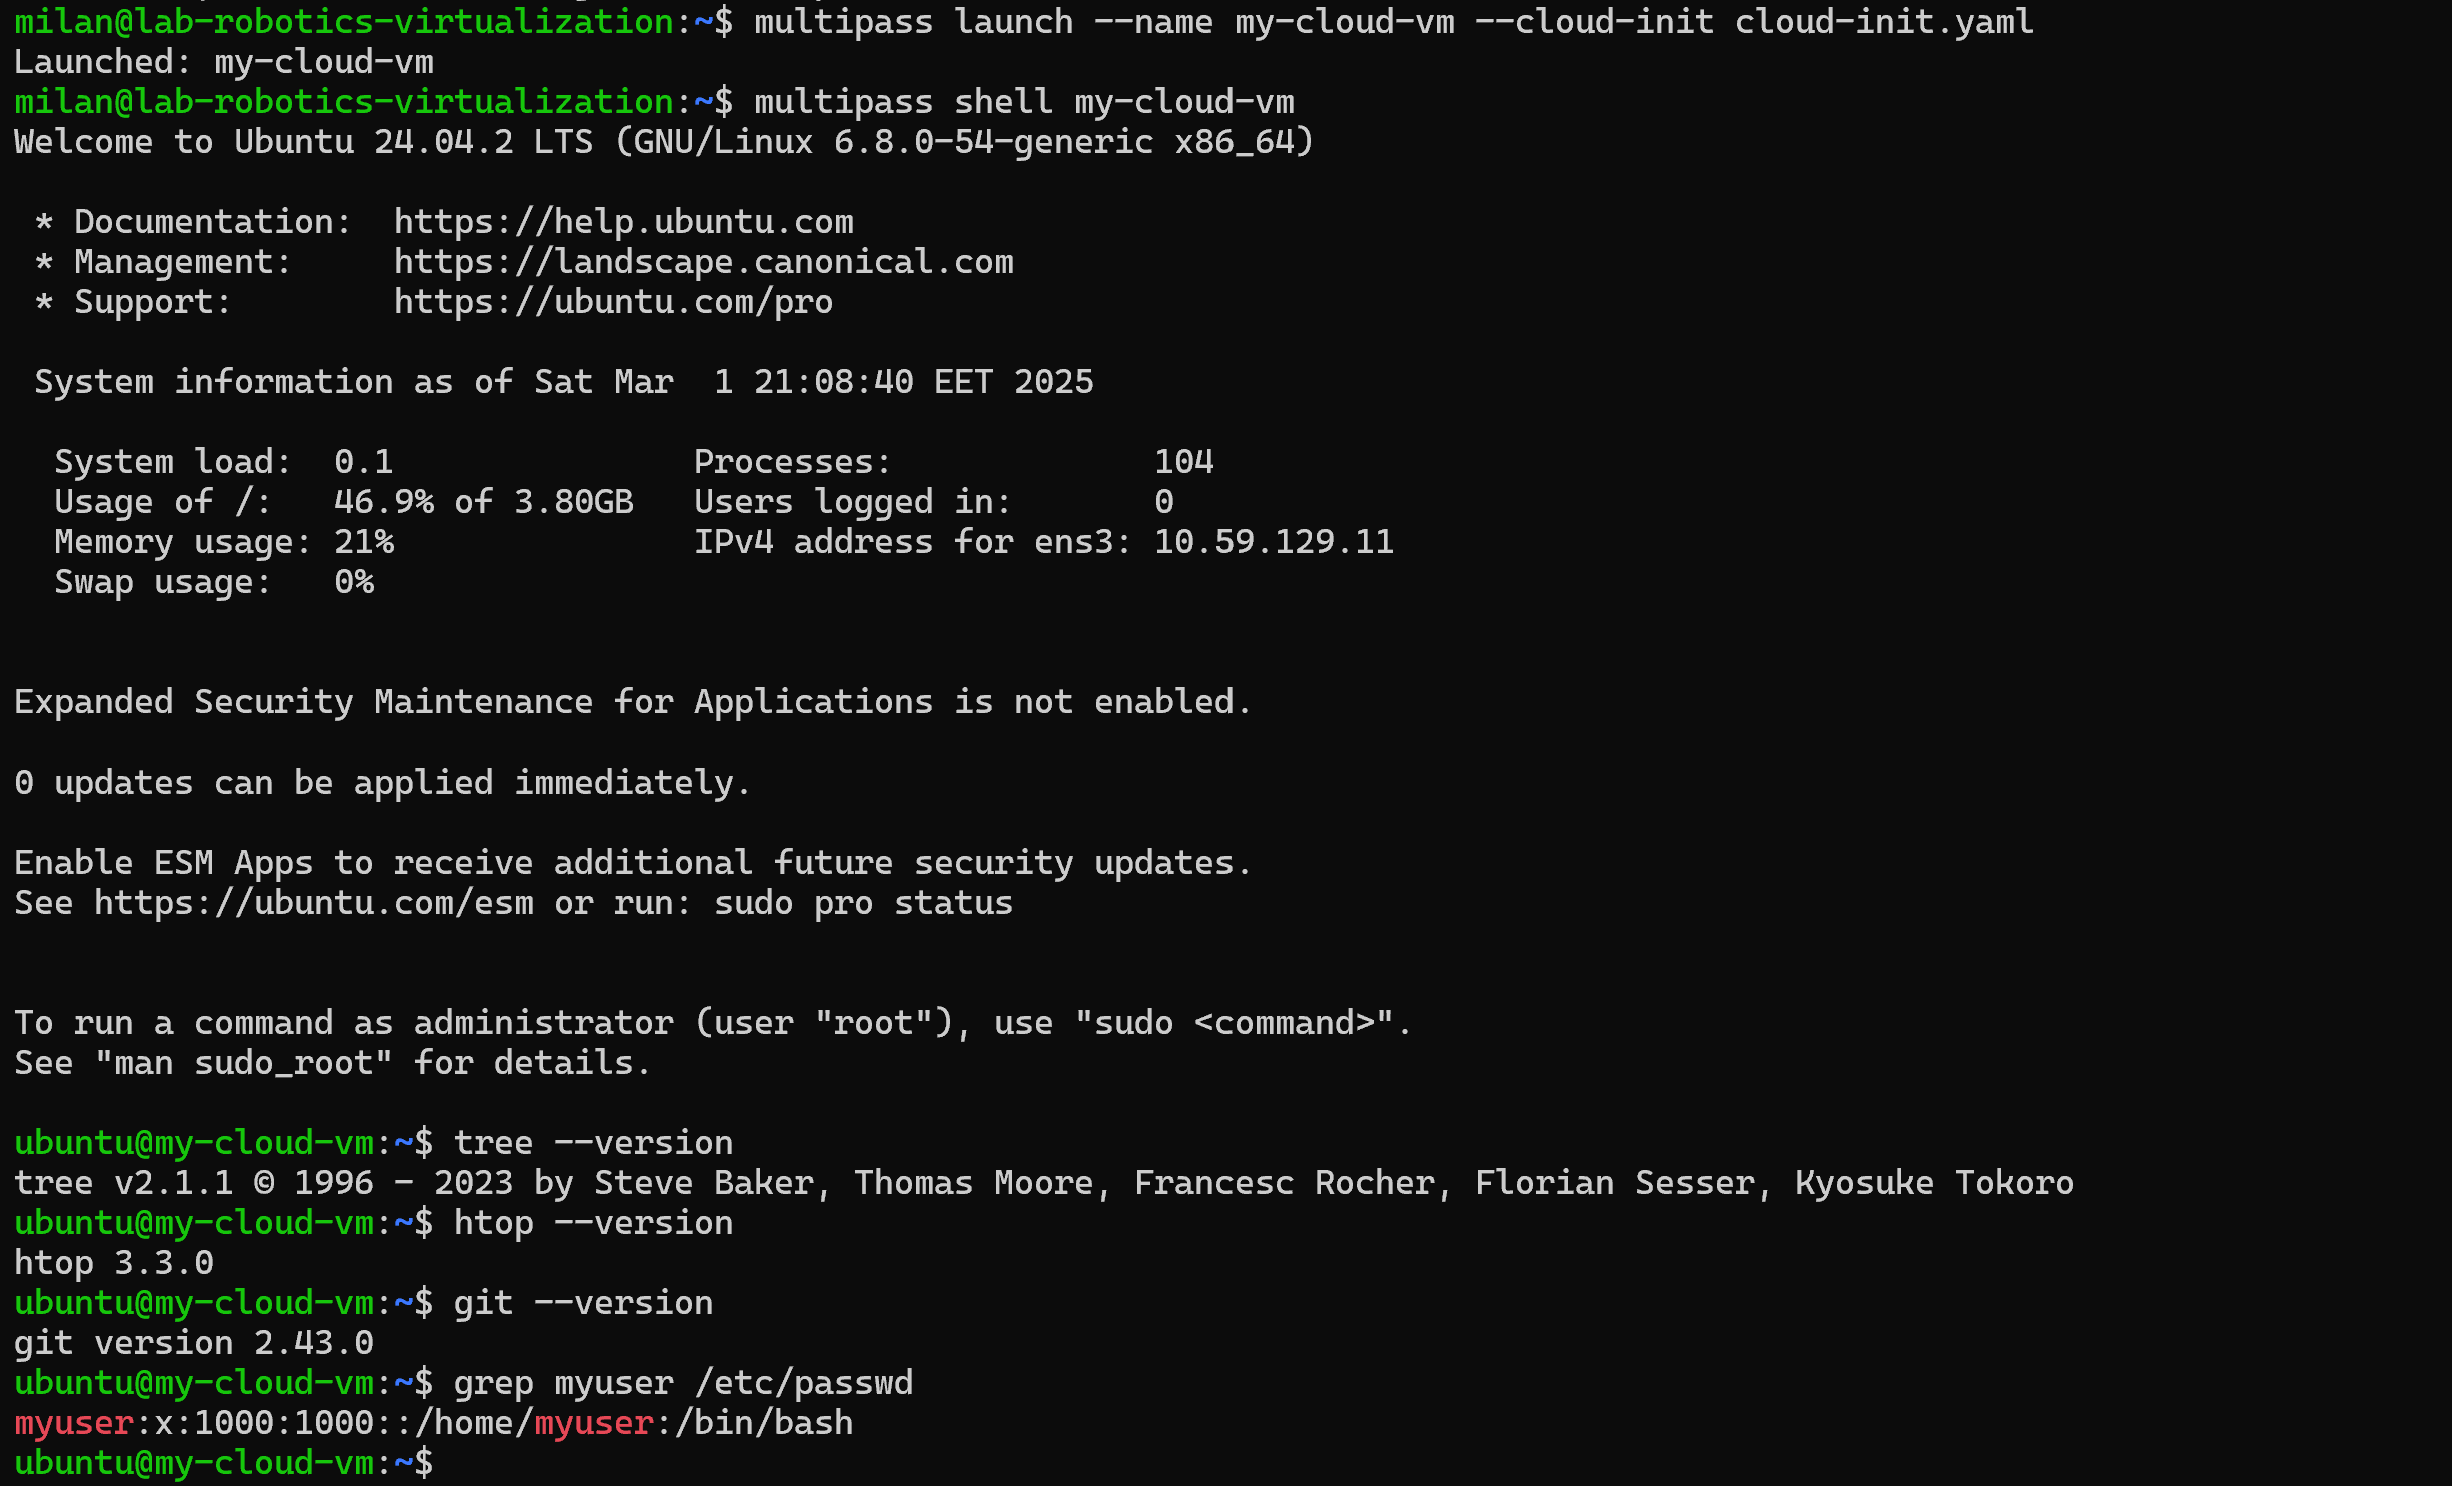 milan@lab-robotics-virtualization:~$ multipass launch --name my-cloud-vm --cloud-init cloud-init.yaml
Launched: my-cloud-vm
milan@lab-robotics-virtualization:~$ multipass shell my-cloud-vm
Welcome to Ubuntu 24.04.2 LTS (GNU/Linux 6.8.0-54-generic x86_64)

 * Documentation:  https://help.ubuntu.com
 * Management:     https://landscape.canonical.com
 * Support:        https://ubuntu.com/pro

 System information as of Sat Mar  1 21:08:40 EET 2025

  System load:  0.1               Processes:             104
  Usage of /:   46.9% of 3.80GB   Users logged in:       0
  Memory usage: 21%               IPv4 address for ens3: 10.59.129.11
  Swap usage:   0%


Expanded Security Maintenance for Applications is not enabled.

0 updates can be applied immediately.

Enable ESM Apps to receive additional future security updates.
See https://ubuntu.com/esm or run: sudo pro status


To run a command as administrator (user "root"), use "sudo <command>".
See "man sudo_root" for details.

ubuntu@my-cloud-vm:~$ tree --version
tree v2.1.1 © 1996 - 2023 by Steve Baker, Thomas Moore, Francesc Rocher, Florian Sesser, Kyosuke Tokoro
ubuntu@my-cloud-vm:~$ htop --version
htop 3.3.0
ubuntu@my-cloud-vm:~$ git --version
git version 2.43.0
ubuntu@my-cloud-vm:~$ grep myuser /etc/passwd
myuser:x:1000:1000::/home/myuser:/bin/bash
ubuntu@my-cloud-vm:~$